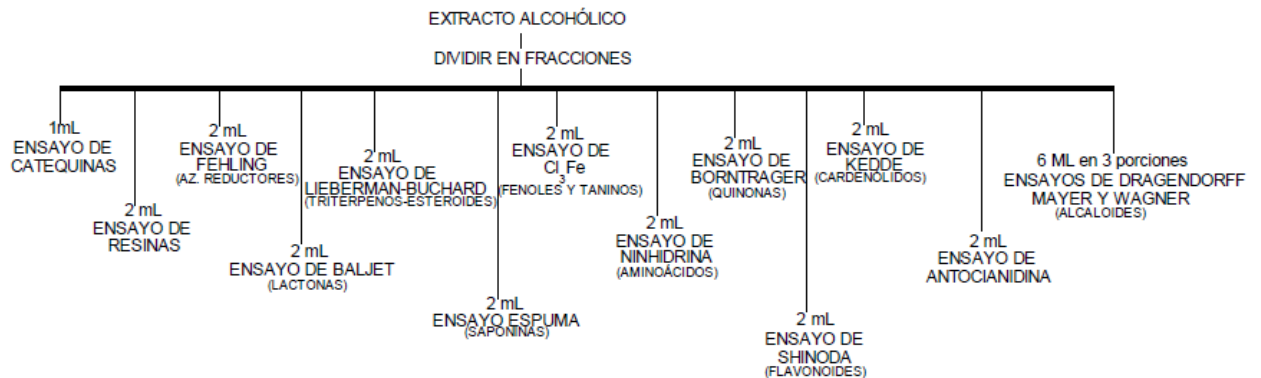 EXTRACTO ALCOHÓLICO
DIVIDIR EN FRACCIONES
1mL
ENSAYO DE
CATEQUINAS
2 mL
ENSAYO DE
RESINAS
2 mL
ENSAYO DE
FEHLING
(AZ. REDUCTORES)
2 mL
ENSAYO DE BALJET
(LACTONAS)
2 mL
ENSAYO DE
LIEBERMAN-BUCHARD
(TRITERPENOS-ESTEROIDES)
2 mL
ENSAYO ESPUMA
(SAPONINAS)
2 mL
ENSAYO DE
Cl3Fe
(FENOLES Y TANINOS)
2 mL
ENSAYO DE
NINHIDRINA
(AMINOÁCIDOS)
2 mL
ENSAYO DE
BORNTRAGER
(QUINONAS)
2 mL
ENSAYO DE
SHINODA
(FLAVONOIDES)
2 mL
ENSAYO DE
KEDDE
(CARDENÓLIDOS)
2 mL
ENSAYO DE
ANTOCIANIDINA
6 ML en 3 porciones
ENSAYOS DE DRAGENDORFF
MAYER Y WAGNER
(ALCALOIDES)